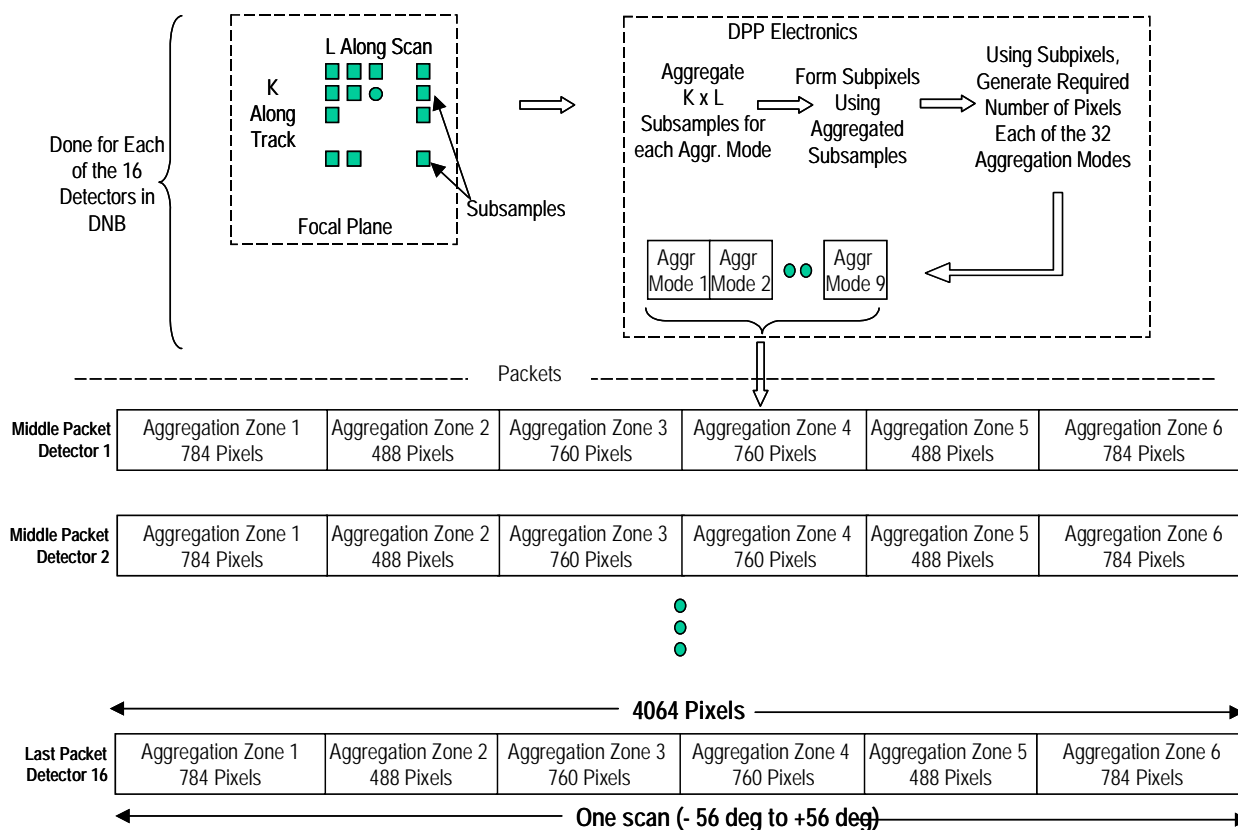 L Along Scan
K
Along
Track
Done for Each
of the 16
Detectors in
DNB
Subsamples
Focal Plane
DPP Electronics
Aggregate
K x L
Subsamples for
each Aggr. Mode
Form Subpixels
Using
Aggregated
Subsamples
Using Subpixels,
Generate Required
Number of Pixels
Each of the 32
Aggregation Modes
Aggr
Mode 1
Aggr
Mode 2
Aggr
Mode 9
Packets
Middle Packet
Detector 1
Aggregation Zone 1
784 Pixels
Aggregation Zone 2
488 Pixels
Aggregation Zone 3
760 Pixels
Aggregation Zone 4
760 Pixels
Aggregation Zone 5
488 Pixels
Aggregation Zone 6
784 Pixels
Middle Packet
Detector 2
Aggregation Zone 1
784 Pixels
Aggregation Zone 2
488 Pixels
Aggregation Zone 3
760 Pixels
Aggregation Zone 4
760 Pixels
Aggregation Zone 5
488 Pixels
Aggregation Zone 6
784 Pixels
4064 Pixels
Last Packet
Detector 16
Aggregation Zone 1
784 Pixels
Aggregation Zone 2
488 Pixels
Aggregation Zone 3
760 Pixels
Aggregation Zone 4
760 Pixels
Aggregation Zone 5
488 Pixels
Aggregation Zone 6
784 Pixels
One scan (- 56 deg to +56 deg)